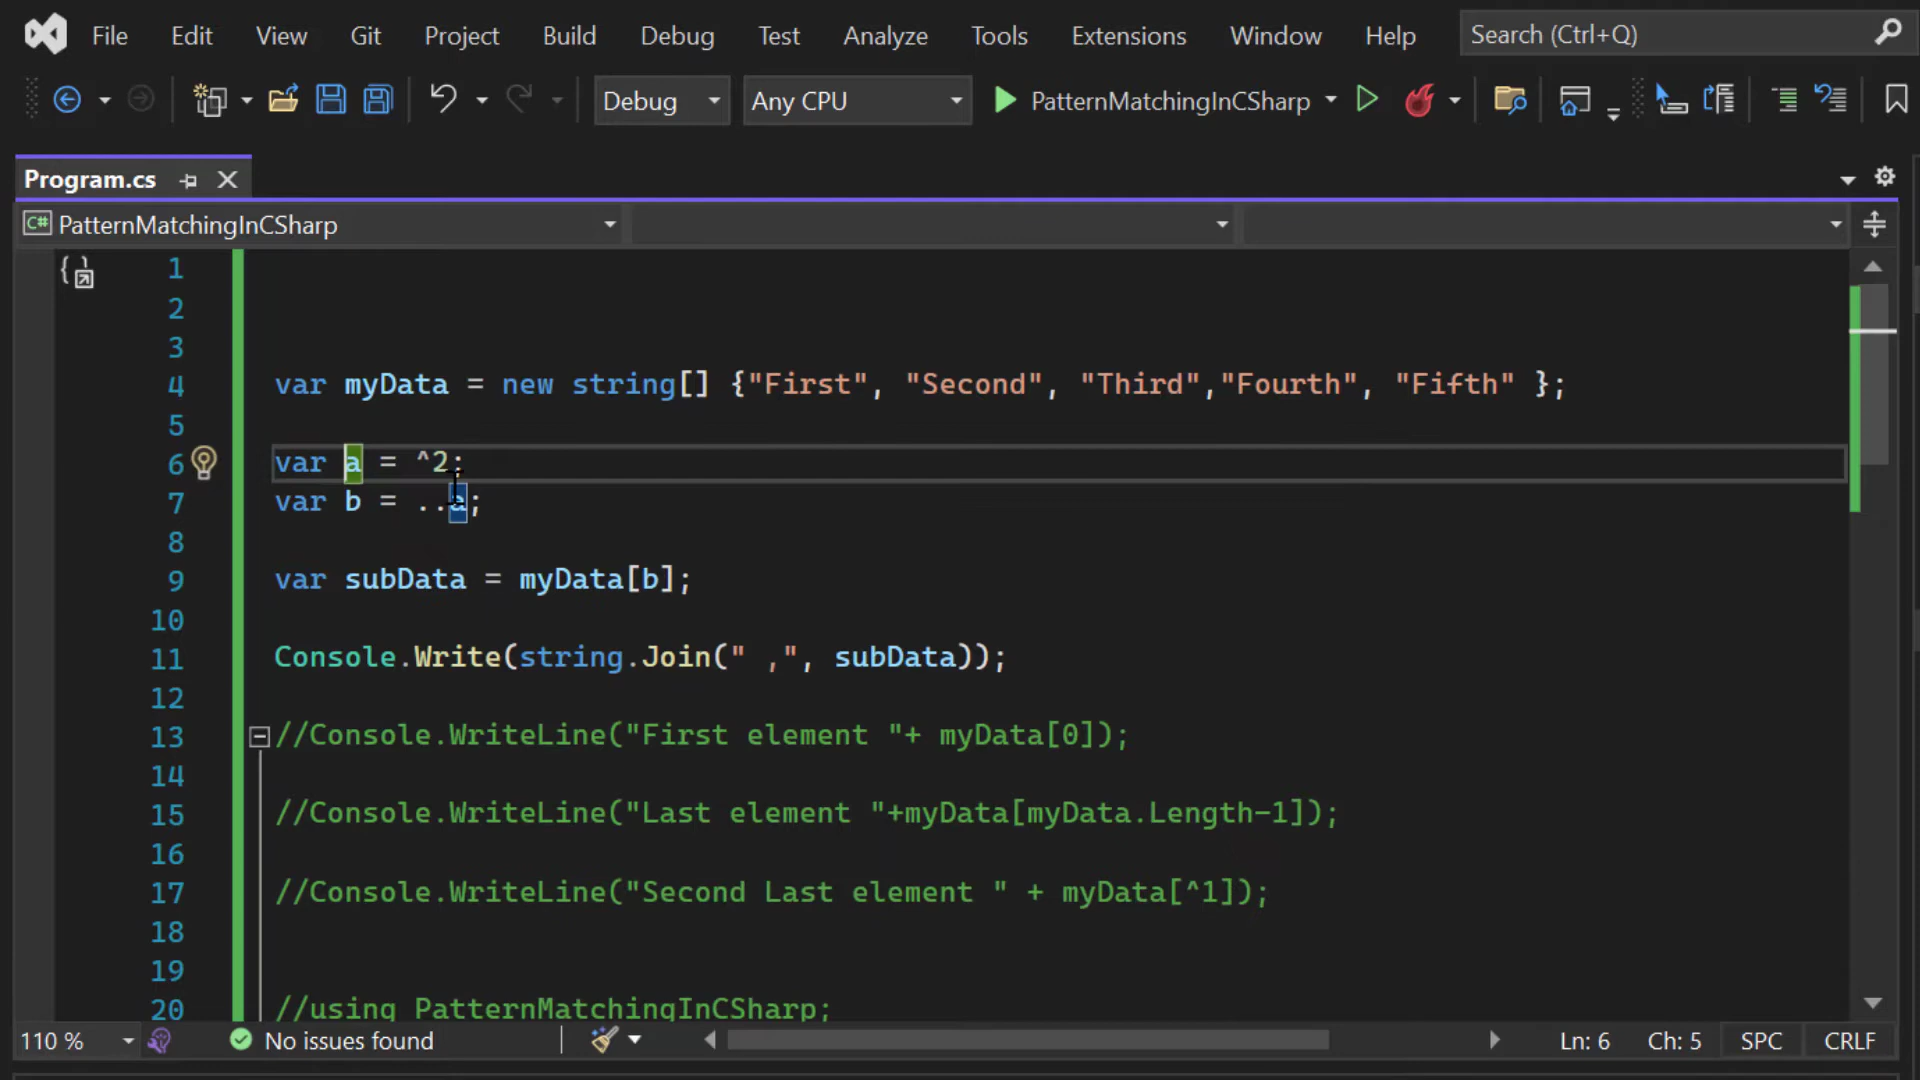 File Edit View Git Project Build Debug Test Analyze Tools Extensions Window Help Search (Ctrl+Q)
Debug Any CPU PatternMatchingInCSharp
Program.cs
C# PatternMatchingInCSharp
1
2
3
4 var myData = new string[] {"First", "Second", "Third","Fourth", "Fifth" };
5
6 var a = ^2;
7 var b = ..a;
8
9 var subData = myData[b];
10
11 Console.Write(string.Join(" ,", subData));
12
13 //Console.WriteLine("First element "+ myData[0]);
14
15 //Console.WriteLine("Last element "+myData[myData.Length-1]);
16
17 //Console.WriteLine("Second Last element " + myData[^1]);
18
19
20 //using PatternMatchingInCSharp;
110 % No issues found Ln: 6 Ch: 5 SPC CRLF